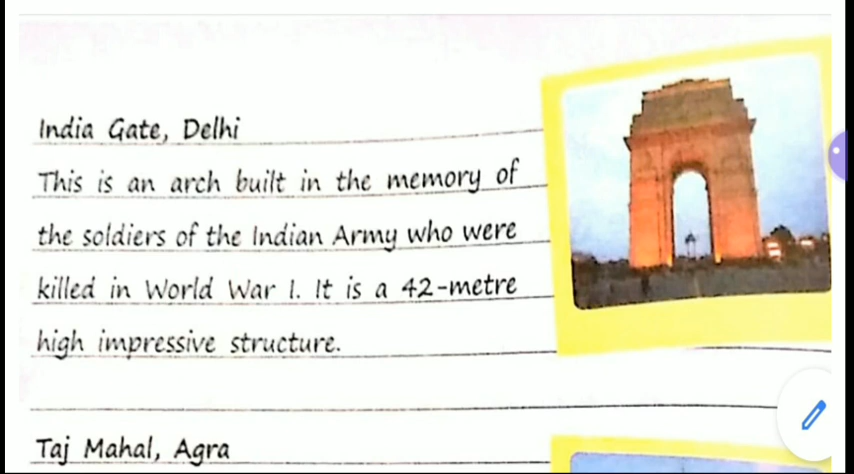 India Gate, Delhi
This is an arch built in the memory of
the soldiers of the Indian Army who were
killed in World War I. It is a 42-metre
high impressive structure.
Taj Mahal, Agra